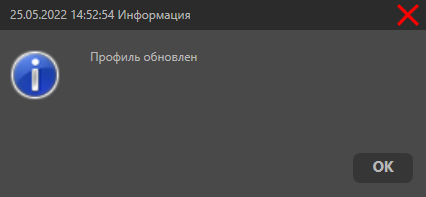 25.05.2022 14:52:54 Информация
Профиль обновлен
OK